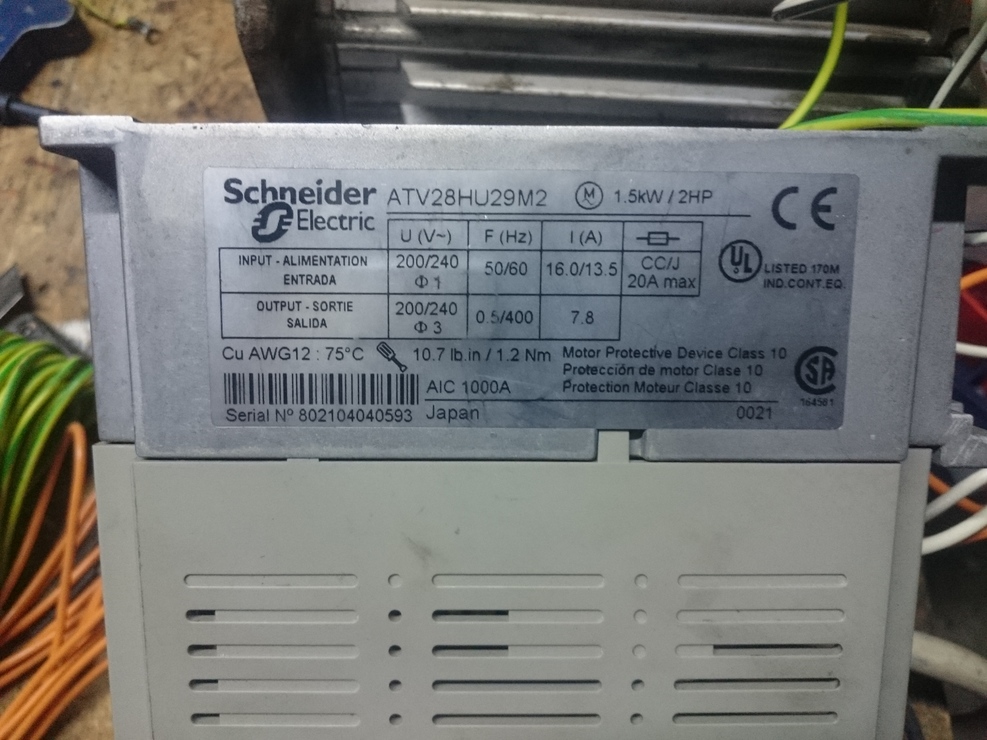 Schneider Electric
ATV28HU29M2 M 1.5kW / 2HP
CE
U (V~) F (Hz) I (A)
INPUT - ALIMENTATION ENTRADA 200/240 Φ 1 50/60 16.0/13.5 CC/J 20A max
OUTPUT - SORTIE SALIDA 200/240 Φ 3 0.5/400 7.8
UL LISTED 170M
IND.CONT.EQ.
Cu AWG12 : 75°C 10.7 lb.in / 1.2 Nm
Motor Protective Device Class 10
Protección de motor Clase 10
Protection Moteur Classe 10
AIC 1000A
SA
164561
Serial Nº 802104040593 Japan 0021